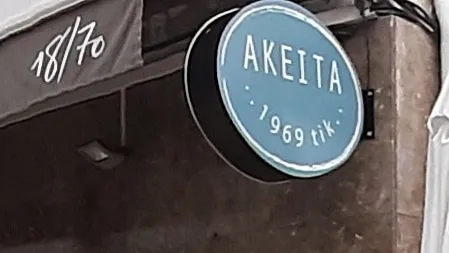 18/70
AKEITA
· 1969 tik. ·